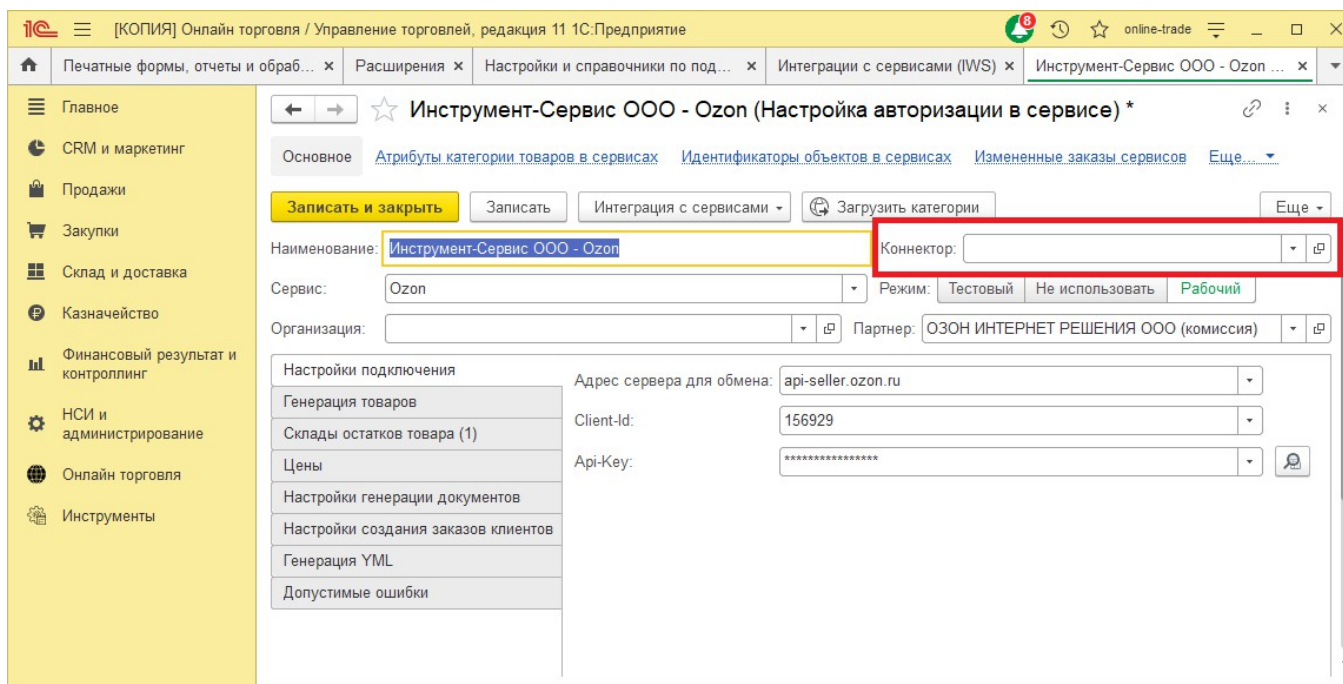 [КОПИЯ] Онлайн торговля / Управление торговлей, редакция 11 1С:Предприятие
8
online-trade
Печатные формы, отчеты и обраб...
Расширения
Настройки и справочники по под...
Интеграции с сервисами (IWS)
Инструмент-Сервис ООО - Ozon ...
Главное
CRM и маркетинг
Продажи
Закупки
Склад и доставка
Казначейство
Финансовый результат и
контроллинг
НСИ и
администрирование
Онлайн торговля
Инструменты
Инструмент-Сервис ООО - Ozon (Настройка авторизации в сервисе) *
Основное Атрибуты категории товаров в сервисах Идентификаторы объектов в сервисах Измененные заказы сервисов Еще...
Записать и закрыть Записать Интеграция с сервисами Загрузить категории Еще
Наименование: Инструмент-Сервис ООО - Ozon Коннектор:
Сервис: Ozon Режим: Тестовый Не использовать Рабочий
Организация: Партнер: ОЗОН ИНТЕРНЕТ РЕШЕНИЯ ООО (комиссия)
Настройки подключения
Генерация товаров
Склады остатков товара (1)
Цены
Настройки генерации документов
Настройки создания заказов клиентов
Генерация YML
Допустимые ошибки
Адрес сервера для обмена: api-seller.ozon.ru
Client-Id: 156929
Api-Key: ****************